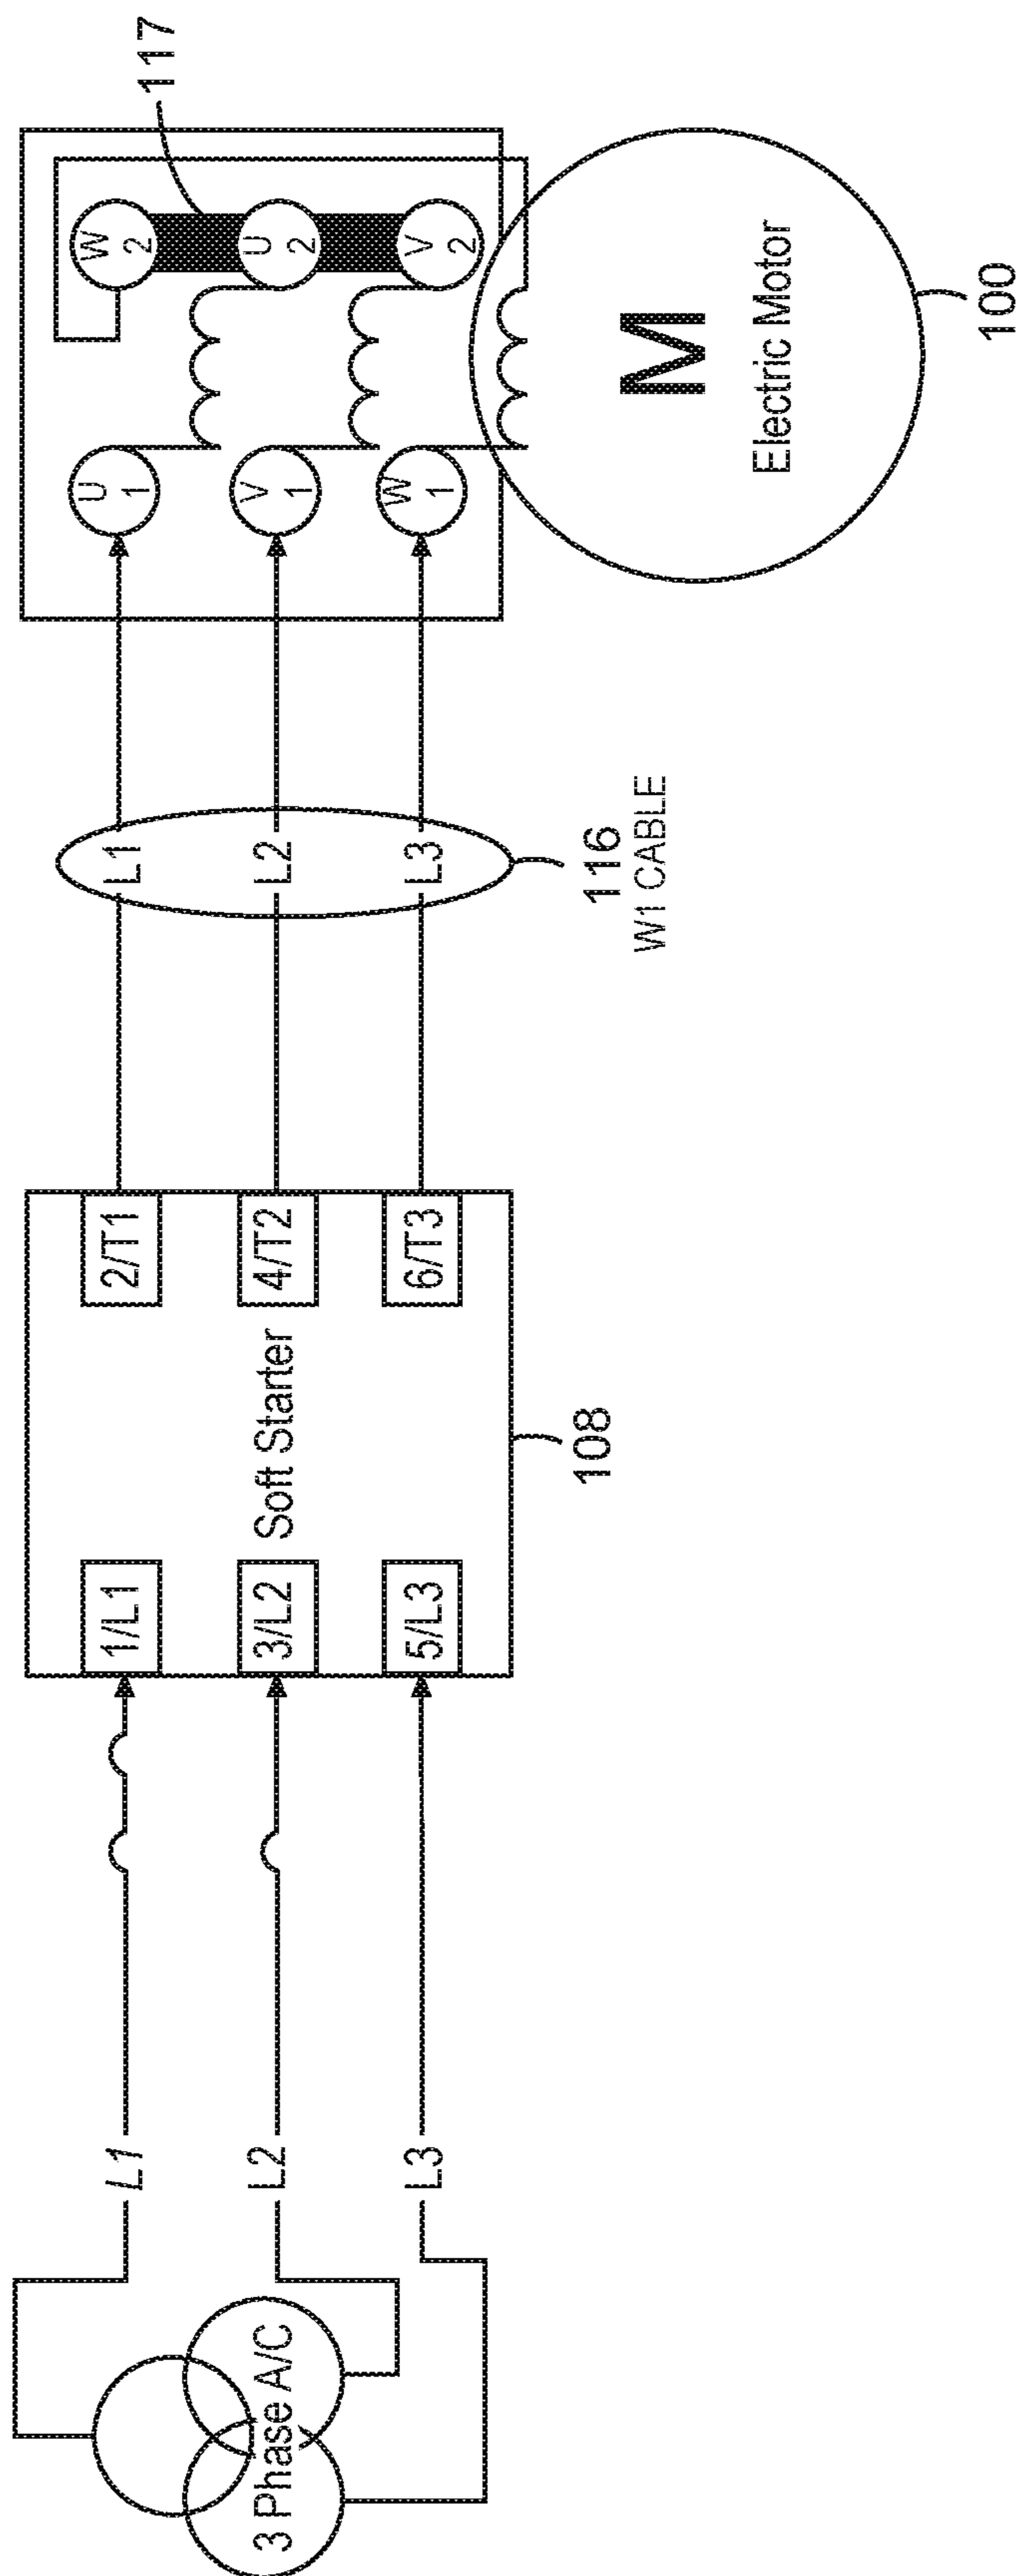 3 Phase A/C
L1
L2
L3
1/L1
3/L2
5/L3
Soft Starter
2/T1
4/T2
6/T3
108
L1
L2
L3
116
W1 CABLE
U
1
V
1
W
1
W
2
U
2
V
2
117
M
Electric Motor
100